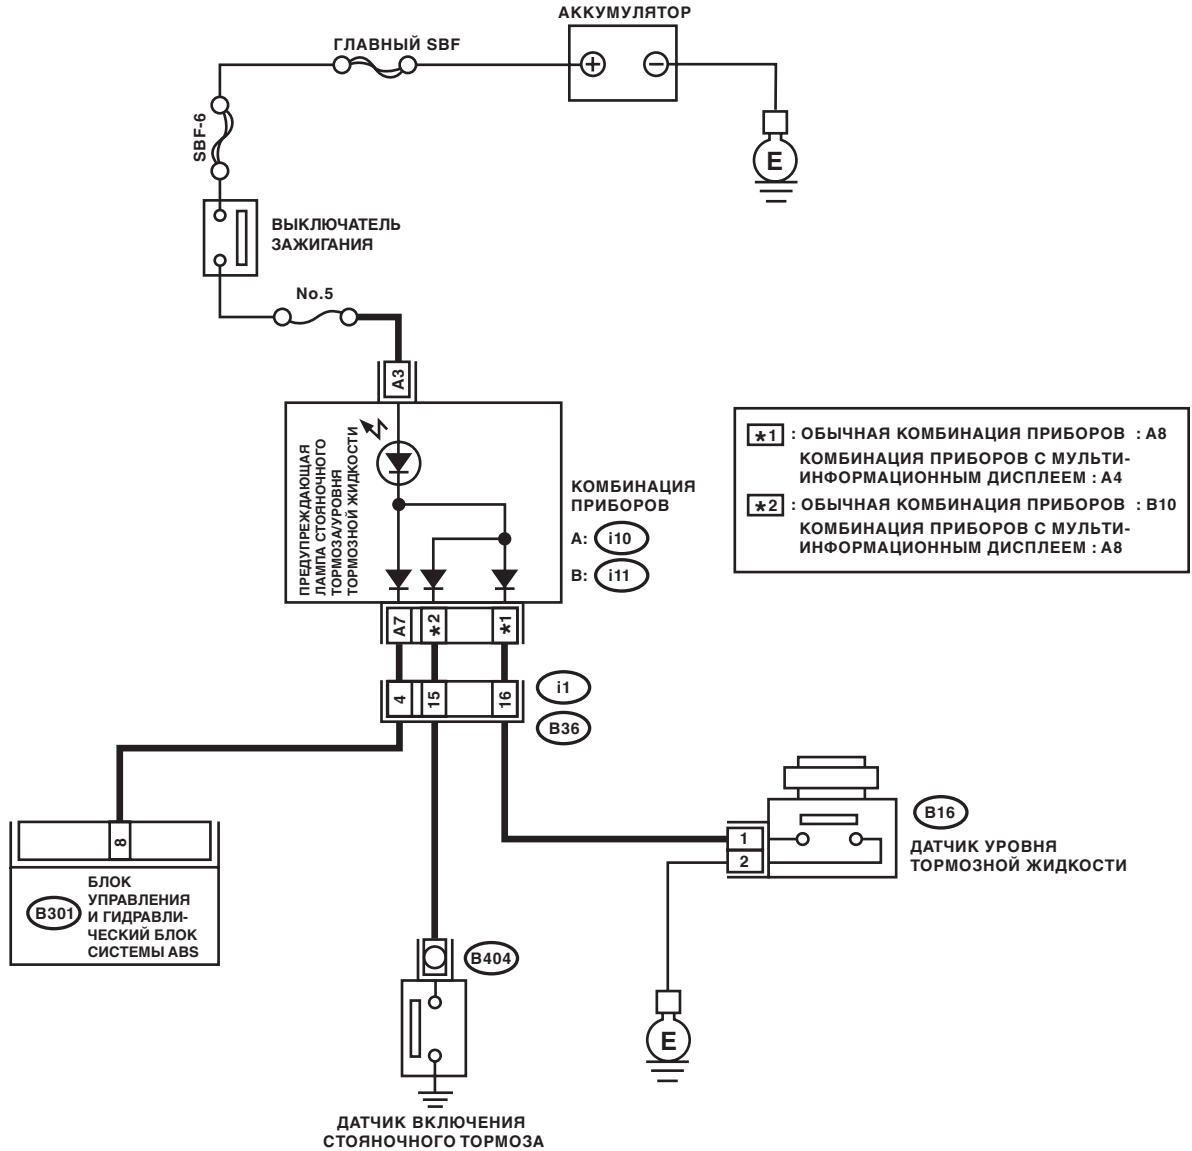 АККУМУЛЯТОР
ГЛАВНЫЙ SBF
SBF-6
E
ВЫКЛЮЧАТЕЛЬ
ЗАЖИГАНИЯ
No.5
A3
ПРЕДУПРЕЖДАЮЩАЯ
ЛАМПА СТОЯНОЧНОГО
ТОРМОЗА/УРОВНЯ
ТОРМОЗНОЙ ЖИДКОСТИ
КОМБИНАЦИЯ
ПРИБОРОВ
A: i10
B: i11
*1 : ОБЫЧНАЯ КОМБИНАЦИЯ ПРИБОРОВ : A8
КОМБИНАЦИЯ ПРИБОРОВ С МУЛЬТИ-
ИНФОРМАЦИОННЫМ ДИСПЛЕЕМ : A4
*2 : ОБЫЧНАЯ КОМБИНАЦИЯ ПРИБОРОВ : B10
КОМБИНАЦИЯ ПРИБОРОВ С МУЛЬТИ-
ИНФОРМАЦИОННЫМ ДИСПЛЕЕМ : A8
A7 *2 *1
4 15 16
i1
B36
8
B301
БЛОК
УПРАВЛЕНИЯ
И ГИДРАВЛИ-
ЧЕСКИЙ БЛОК
СИСТЕМЫ ABS
1
2
B16
ДАТЧИК УРОВНЯ
ТОРМОЗНОЙ ЖИДКОСТИ
B404
E
ДАТЧИК ВКЛЮЧЕНИЯ
СТОЯНОЧНОГО ТОРМОЗА